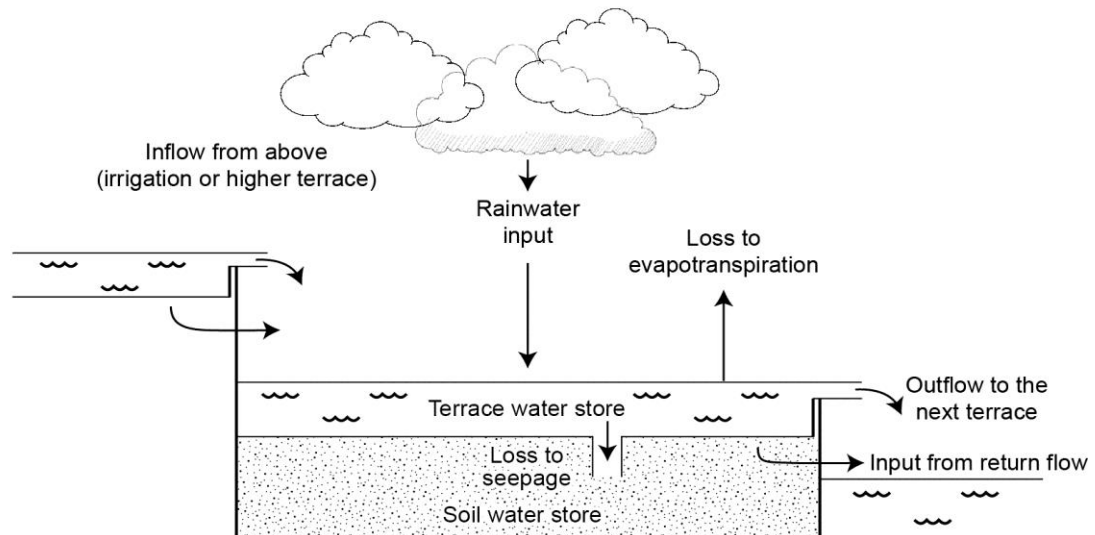 Inflow from above
(irrigation or higher terrace)
Rainwater
input
Loss to
evapotranspiration
Terrace water store
Outflow to the
next terrace
Loss to
seepage
Input from return flow
Soil water store